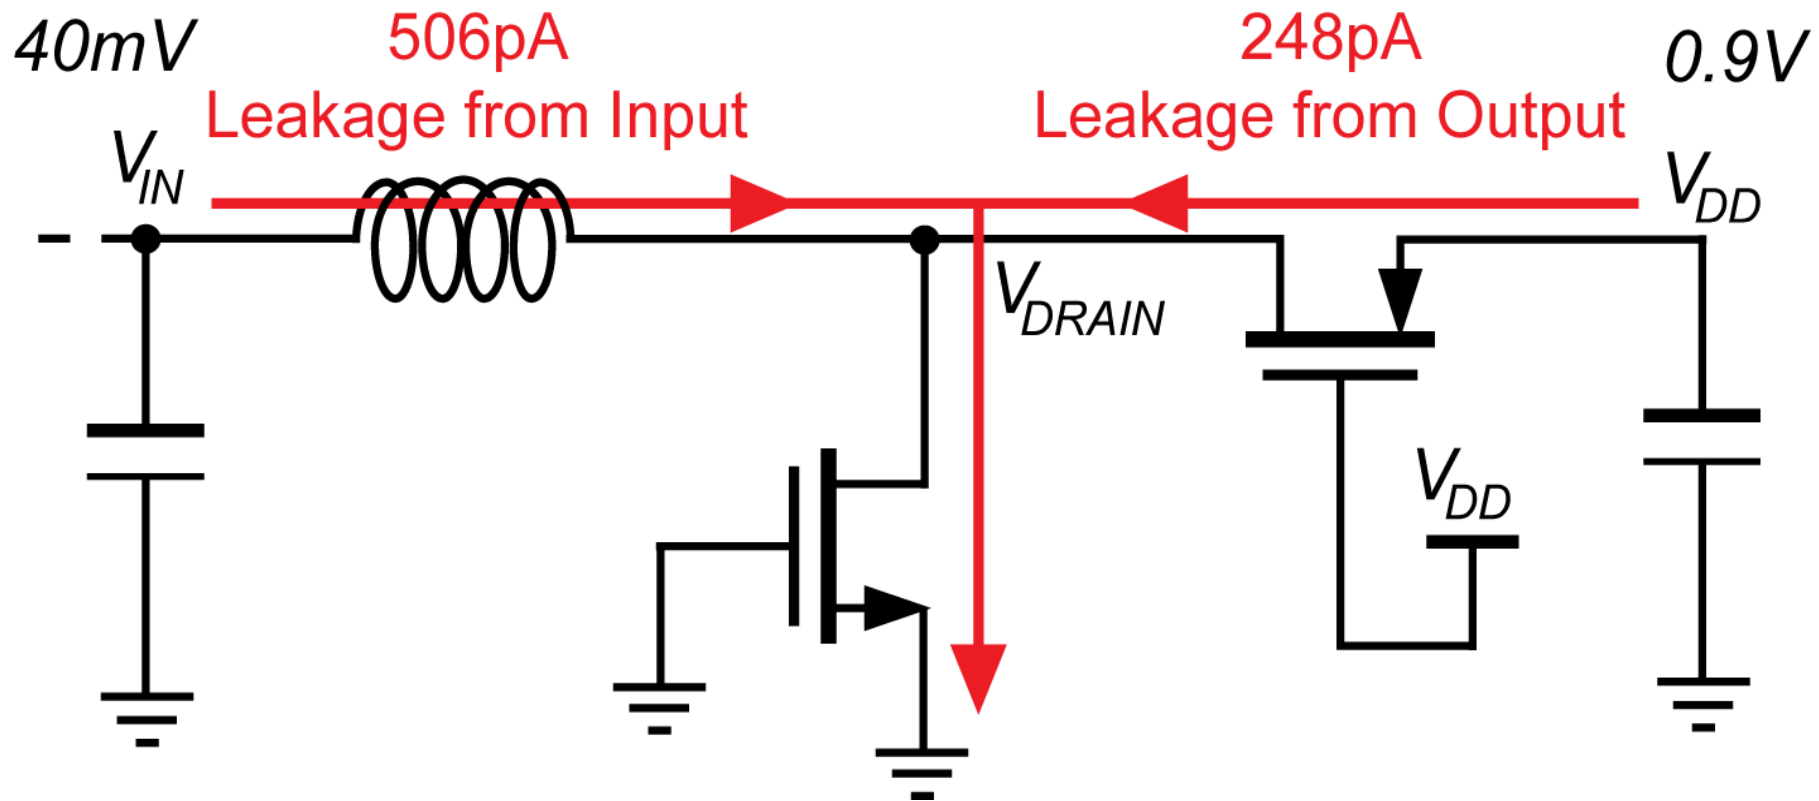 40mV
506pA
Leakage from Input
248pA
Leakage from Output
0.9V
VIN
VDD
VDRAIN
VDD